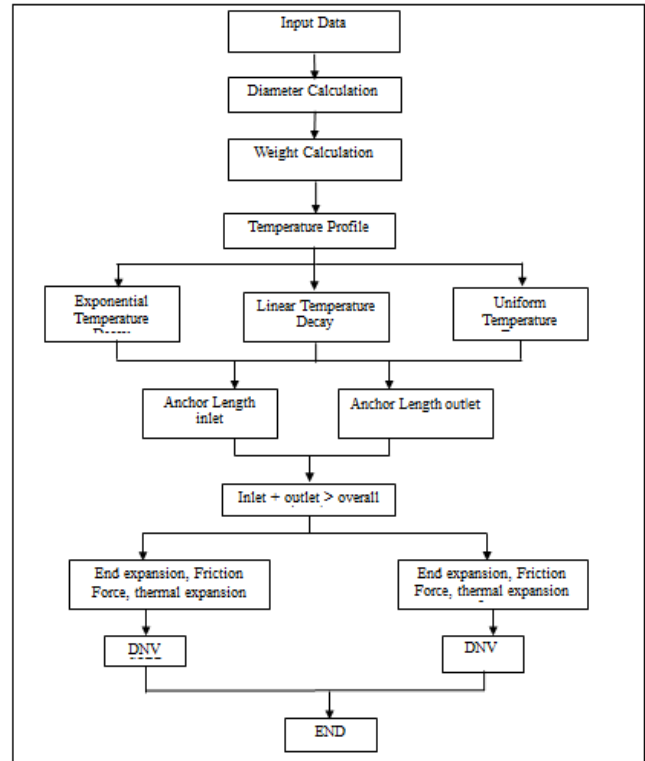 Input Data
Diameter Calculation
Weight Calculation
Temperature Profile
Exponential
Temperature
Decay
Linear Temperature
Decay
Uniform
Temperature
Anchor Length
inlet
Anchor Length outlet
Inlet + outlet > overall
End expansion, Friction
Force, thermal expansion
End expansion, Friction
Force, thermal expansion
DNV
DNV
END